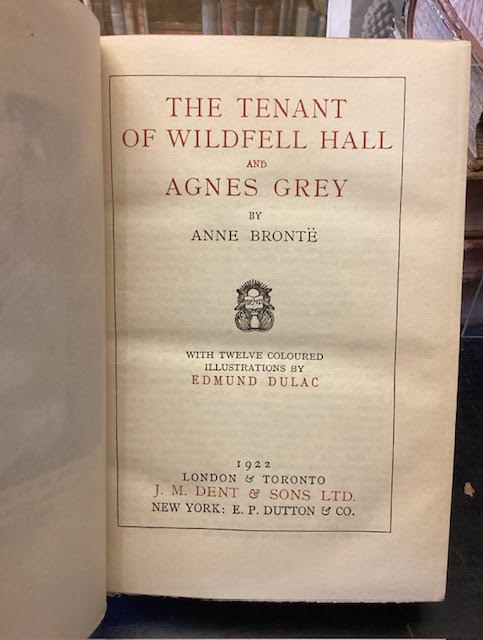 THE TENANT
OF WILDFELL HALL
AND
AGNES GREY
BY
ANNE BRONTË
DENT
WITH TWELVE COLOURED
ILLUSTRATIONS BY
EDMUND DULAC
1922
LONDON & TORONTO
J. M. DENT & SONS LTD.
NEW YORK: E. P. DUTTON & CO.